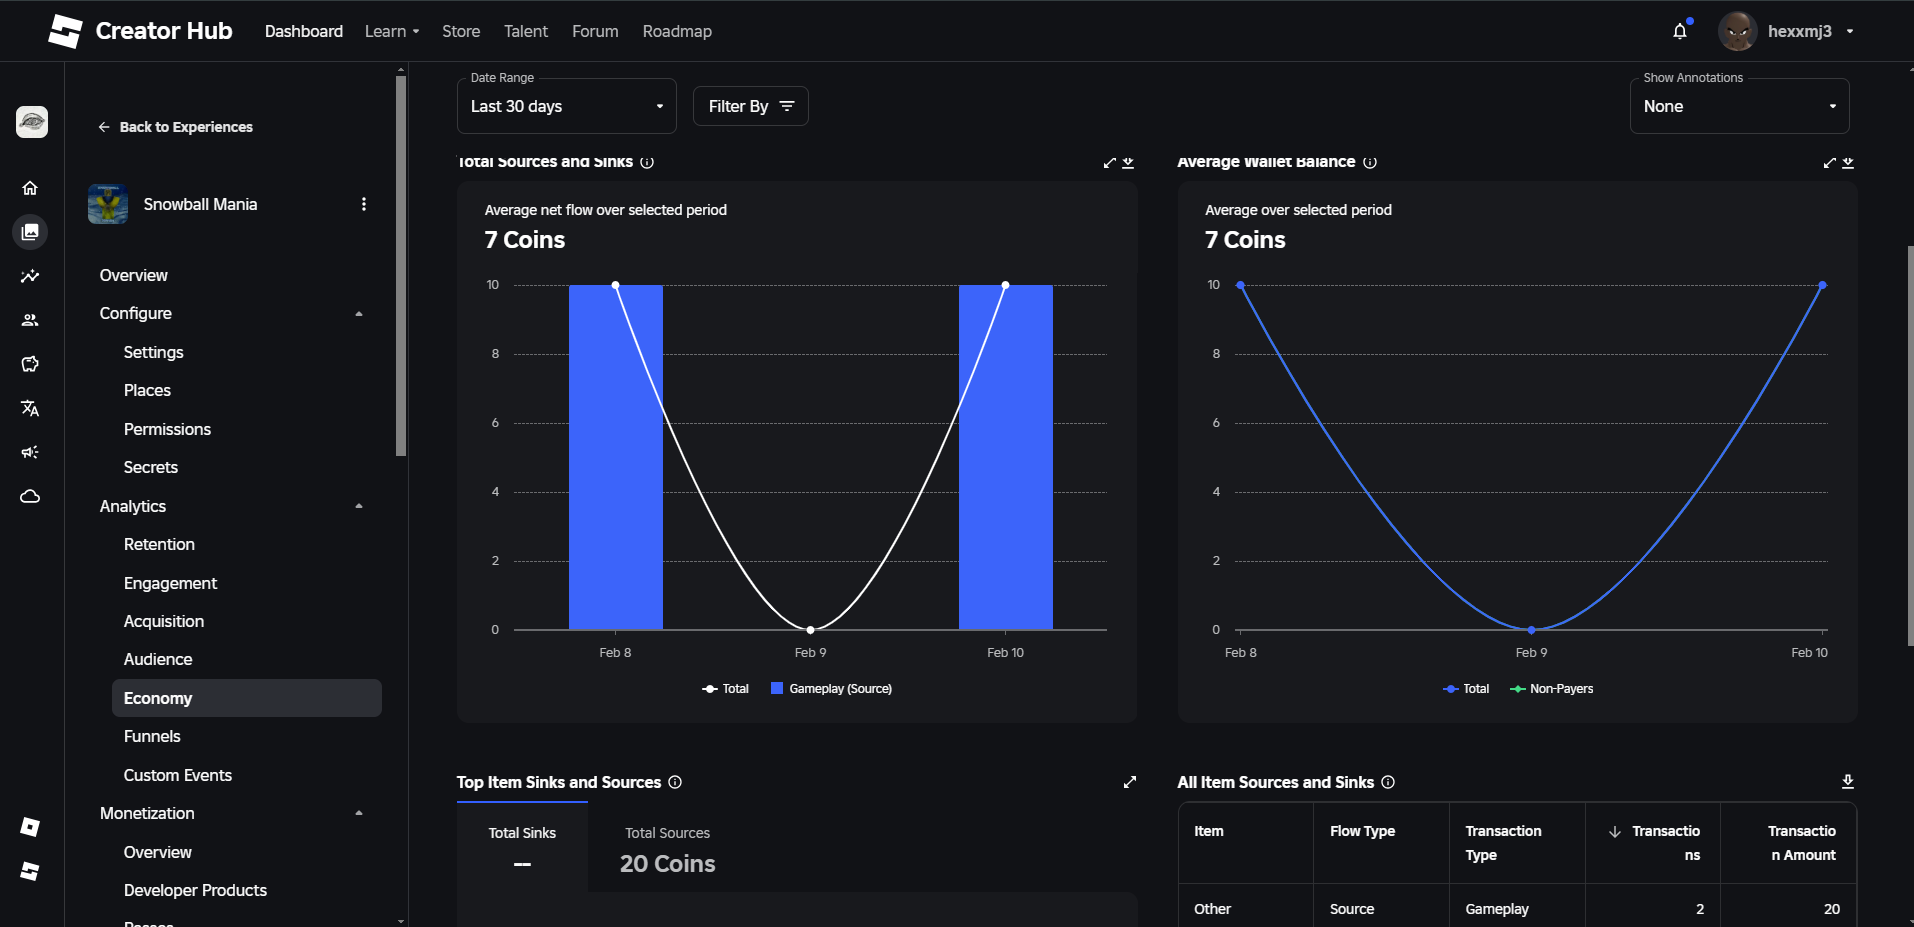 Creator Hub
Dashboard
Learn
Store
Talent
Forum
Roadmap
hexxmj3
Back to Experiences
Snowball Mania
Overview
Configure
Settings
Places
Permissions
Secrets
Analytics
Retention
Engagement
Acquisition
Audience
Economy
Funnels
Custom Events
Monetization
Overview
Developer Products
Passes
Date Range
Last 30 days
Filter By
Show Annotations
None
Total Sources and Sinks
Average net flow over selected period
7 Coins
10
8
6
4
2
0
Feb 8
Feb 9
Feb 10
Total
Gameplay (Source)
Average Wallet Balance
Average over selected period
7 Coins
10
8
6
4
2
0
Feb 8
Feb 9
Feb 10
Total
Non-Payers
Top Item Sinks and Sources
Total Sinks
--
Total Sources
20 Coins
All Item Sources and Sinks
Item
Flow Type
Transaction
Type
Transactio
ns
Transactio
n Amount
Other
Source
Gameplay
2
20